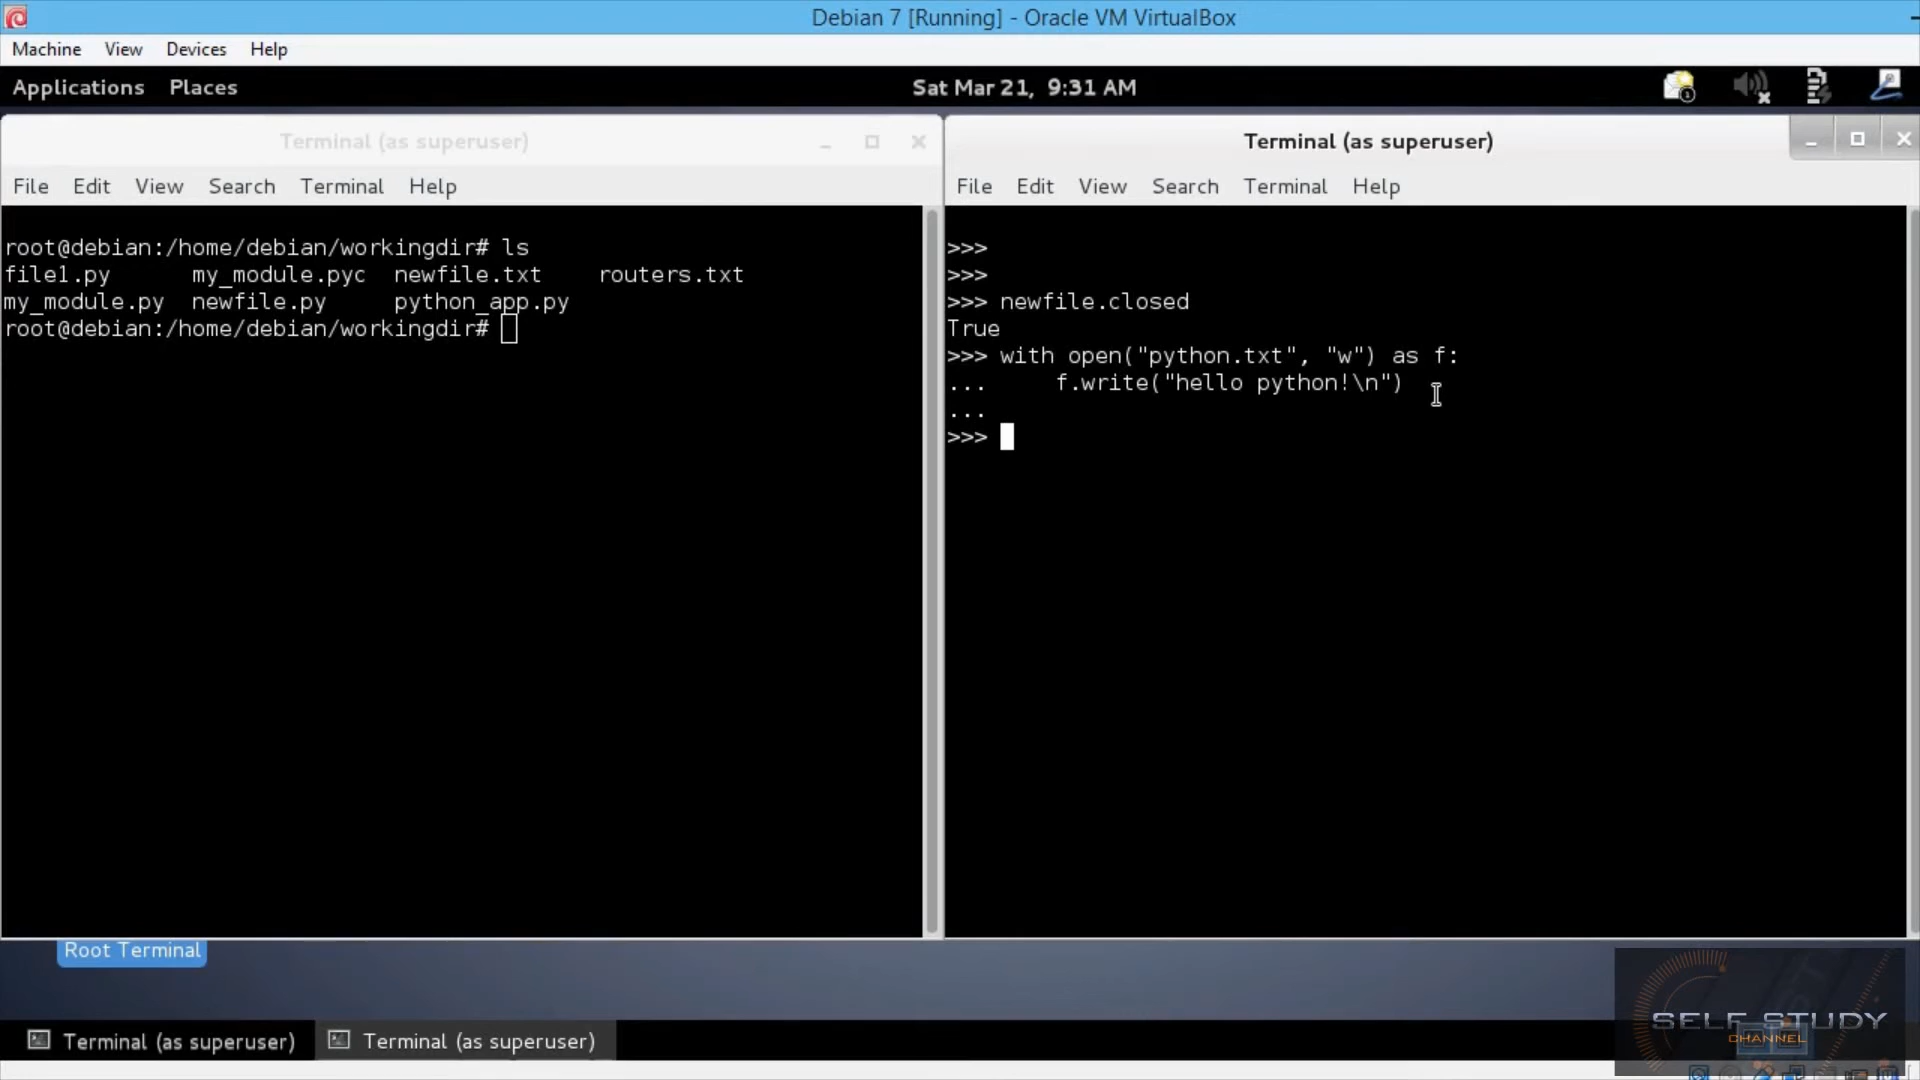 Debian 7 [Running] - Oracle VM VirtualBox
Machine View Devices Help
Applications Places Sat Mar 21, 9:31 AM
Terminal (as superuser)
File Edit View Search Terminal Help
root@debian:/home/debian/workingdir# ls
file1.py my_module.pyc newfile.txt routers.txt
my_module.py newfile.py python_app.py
root@debian:/home/debian/workingdir#
Terminal (as superuser)
File Edit View Search Terminal Help
>>>
>>>
>>> newfile.closed
True
>>> with open("python.txt", "w") as f:
... f.write("hello python!\n")
...
>>>
Root Terminal
Terminal (as superuser) Terminal (as superuser)
SELF STUDY
CHANNEL